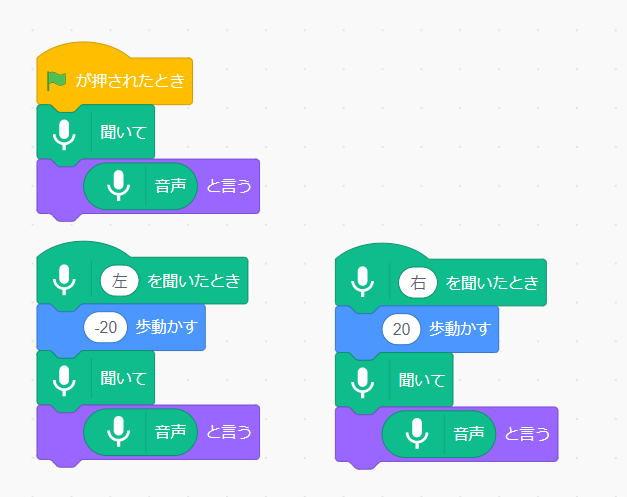 が押されたとき
聞いて
音声 と言う
左 を聞いたとき
-20 歩動かす
聞いて
音声 と言う
右 を聞いたとき
20 歩動かす
聞いて
音声 と言う